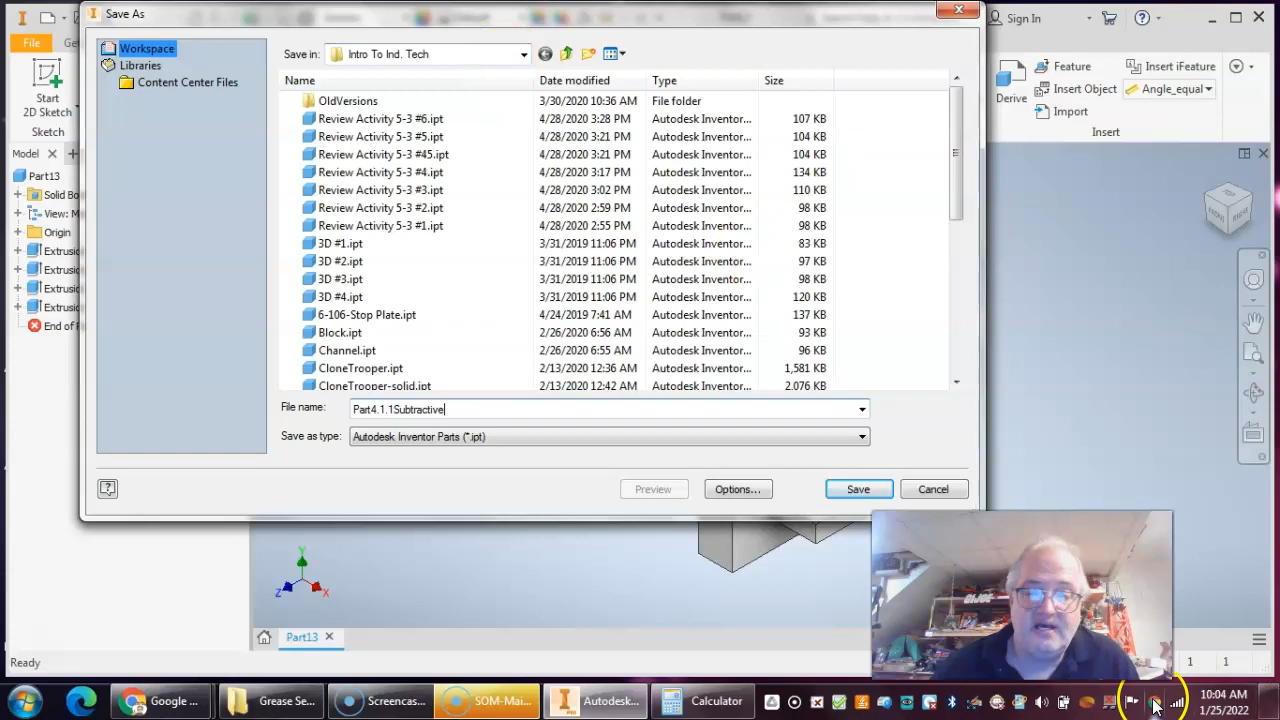 Save As
Sign In
File
Ge
Workspace
Libraries
Content Center Files
Save in:
Intro To Ind. Tech
Name
Date modified
Type
Size
OldVersions
3/30/2020 10:36 AM
File folder
Review Activity 5-3 #6.ipt
4/28/2020 3:28 PM
Autodesk Inventor...
107 KB
Review Activity 5-3 #5.ipt
4/28/2020 3:21 PM
Autodesk Inventor...
104 KB
Review Activity 5-3 #45.ipt
4/28/2020 3:21 PM
Autodesk Inventor...
104 KB
Review Activity 5-3 #4.ipt
4/28/2020 3:17 PM
Autodesk Inventor...
134 KB
Review Activity 5-3 #3.ipt
4/28/2020 3:02 PM
Autodesk Inventor...
110 KB
Review Activity 5-3 #2.ipt
4/28/2020 2:59 PM
Autodesk Inventor...
98 KB
Review Activity 5-3 #1.ipt
4/28/2020 2:55 PM
Autodesk Inventor...
98 KB
3D #1.ipt
3/31/2019 11:06 PM
Autodesk Inventor...
83 KB
3D #2.ipt
3/31/2019 11:06 PM
Autodesk Inventor...
97 KB
3D #3.ipt
3/31/2019 11:06 PM
Autodesk Inventor...
98 KB
3D #4.ipt
3/31/2019 11:06 PM
Autodesk Inventor...
120 KB
6-106-Stop Plate.ipt
4/24/2019 7:41 AM
Autodesk Inventor...
137 KB
Block.ipt
2/26/2020 6:56 AM
Autodesk Inventor...
93 KB
Channel.ipt
2/26/2020 6:55 AM
Autodesk Inventor...
96 KB
CloneTrooper.ipt
2/13/2020 12:36 AM
Autodesk Inventor...
1,581 KB
CloneTrooper-solid.ipt
2/13/2020 12:42 AM
Autodesk Inventor...
2,076 KB
File name:
Part4.1.1Subtractive
Save as type:
Autodesk Inventor Parts (*.ipt)
Preview
Options...
Save
Cancel
Start
2D Sketch
Sketch
Model
Part13
Solid Bo
View: M
Origin
Extrusio
Extrusio
Extrusio
Extrusio
End of P
Derive
Feature
Insert Object
Import
Insert iFeature
Angle_equal
Insert
FRONT
RIGHT
Y
Z
X
Part13
Ready
1
1
Google ...
Grease Se...
Screencas...
SOM-Mai...
Autodes...
Calculator
10:04 AM
1/25/2022